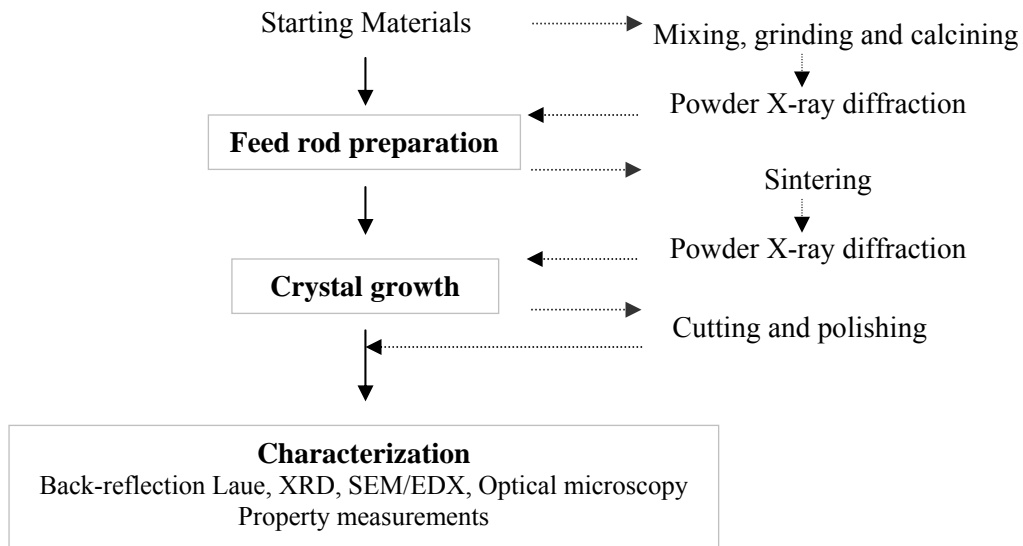 Starting Materials
Mixing, grinding and calcining
Powder X-ray diffraction
Feed rod preparation
Sintering
Powder X-ray diffraction
Crystal growth
Cutting and polishing
Characterization
Back-reflection Laue, XRD, SEM/EDX, Optical microscopy
Property measurements